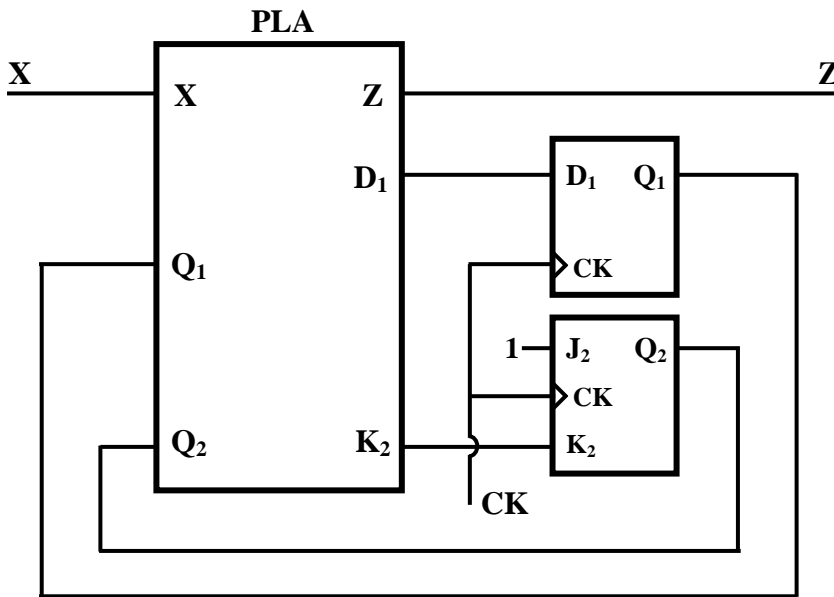 PLA
X Z
X Z
D₁ D₁ Q₁
Q₁ CK
1 J₂ Q₂
CK
Q₂ K₂ K₂
CK